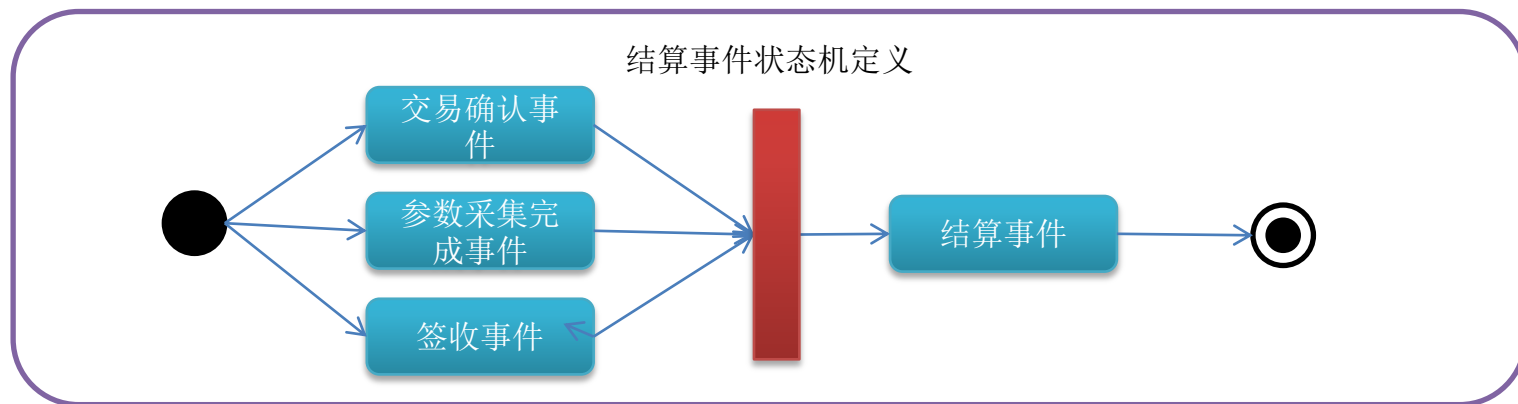 结算事件状态机定义
交易确认事
件
参数采集完
成事件
签收事件
结算事件